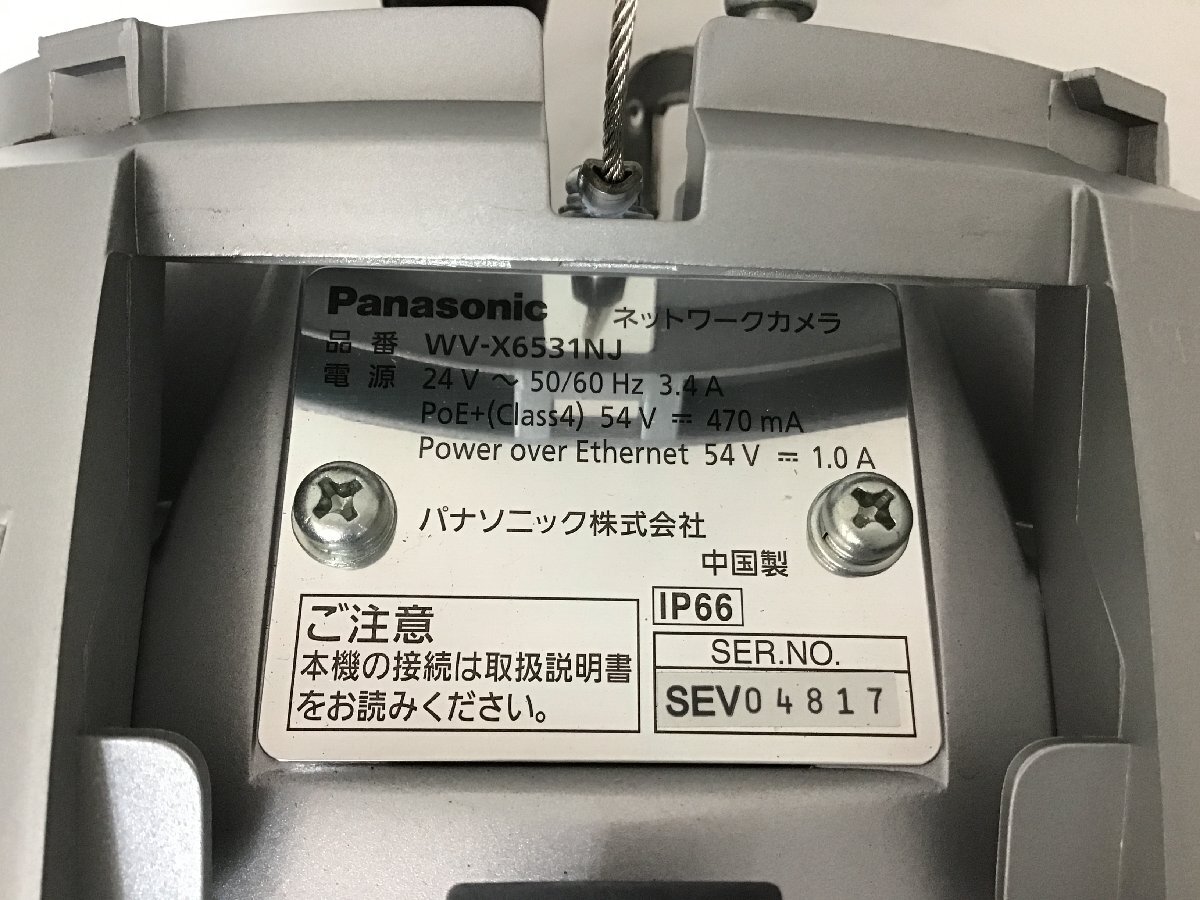 Panasonic ネットワークカメラ
品番 WV-X6531NJ
電源 24V ～ 50/60 Hz 3.4 A
PoE+(Class4) 54 V ⎓ 470 mA
Power over Ethernet 54 V ⎓ 1.0 A
パナソニック株式会社
中国製
IP66
ご注意
本機の接続は取扱説明書
をお読みください。
SER.NO.
SEV04817